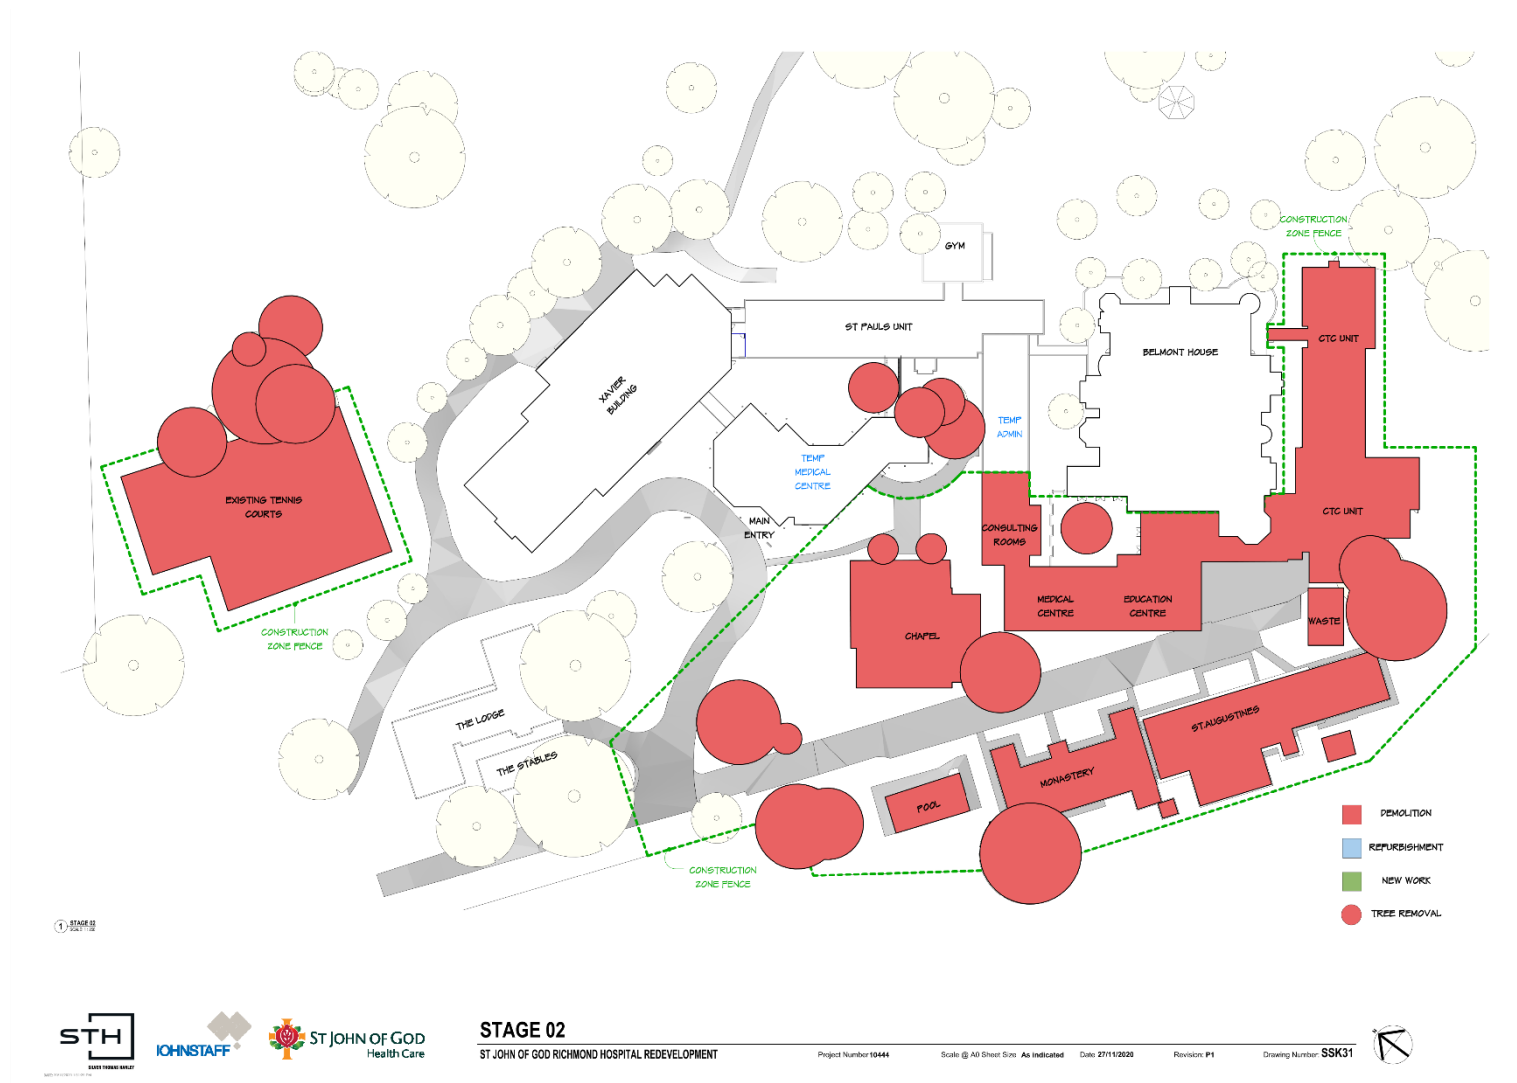 CONSTRUCTION
ZONE FENCE
GYM
ST PAULS UNIT
CTC UNIT
BELMONT HOUSE
XAVIER
BUILDING
TEMP
ADMIN
TEMP
MEDICAL
CENTRE
EXISTING TENNIS
COURTS
CTC UNIT
MAIN
ENTRY
CONSULTING
ROOMS
MEDICAL
CENTRE
EDUCATION
CENTRE
WASTE
CHAPEL
CONSTRUCTION
ZONE FENCE
THE LODGE
ST.AUGUSTINES
THE STABLES
MONASTERY
POOL
DEMOLITION
REFURBISHMENT
NEW WORK
TREE REMOVAL
CONSTRUCTION
ZONE FENCE
1 STAGE 02
STH
SILVER THOMAS HANLEY
JOHNSTAFF
ST JOHN OF GOD
Health Care
STAGE 02
ST JOHN OF GOD RICHMOND HOSPITAL REDEVELOPMENT
Project Number 10444
Scale @ A0 Sheet Size As indicated
Date 27/11/2020
Revision: P1
Drawing Number: SSK31